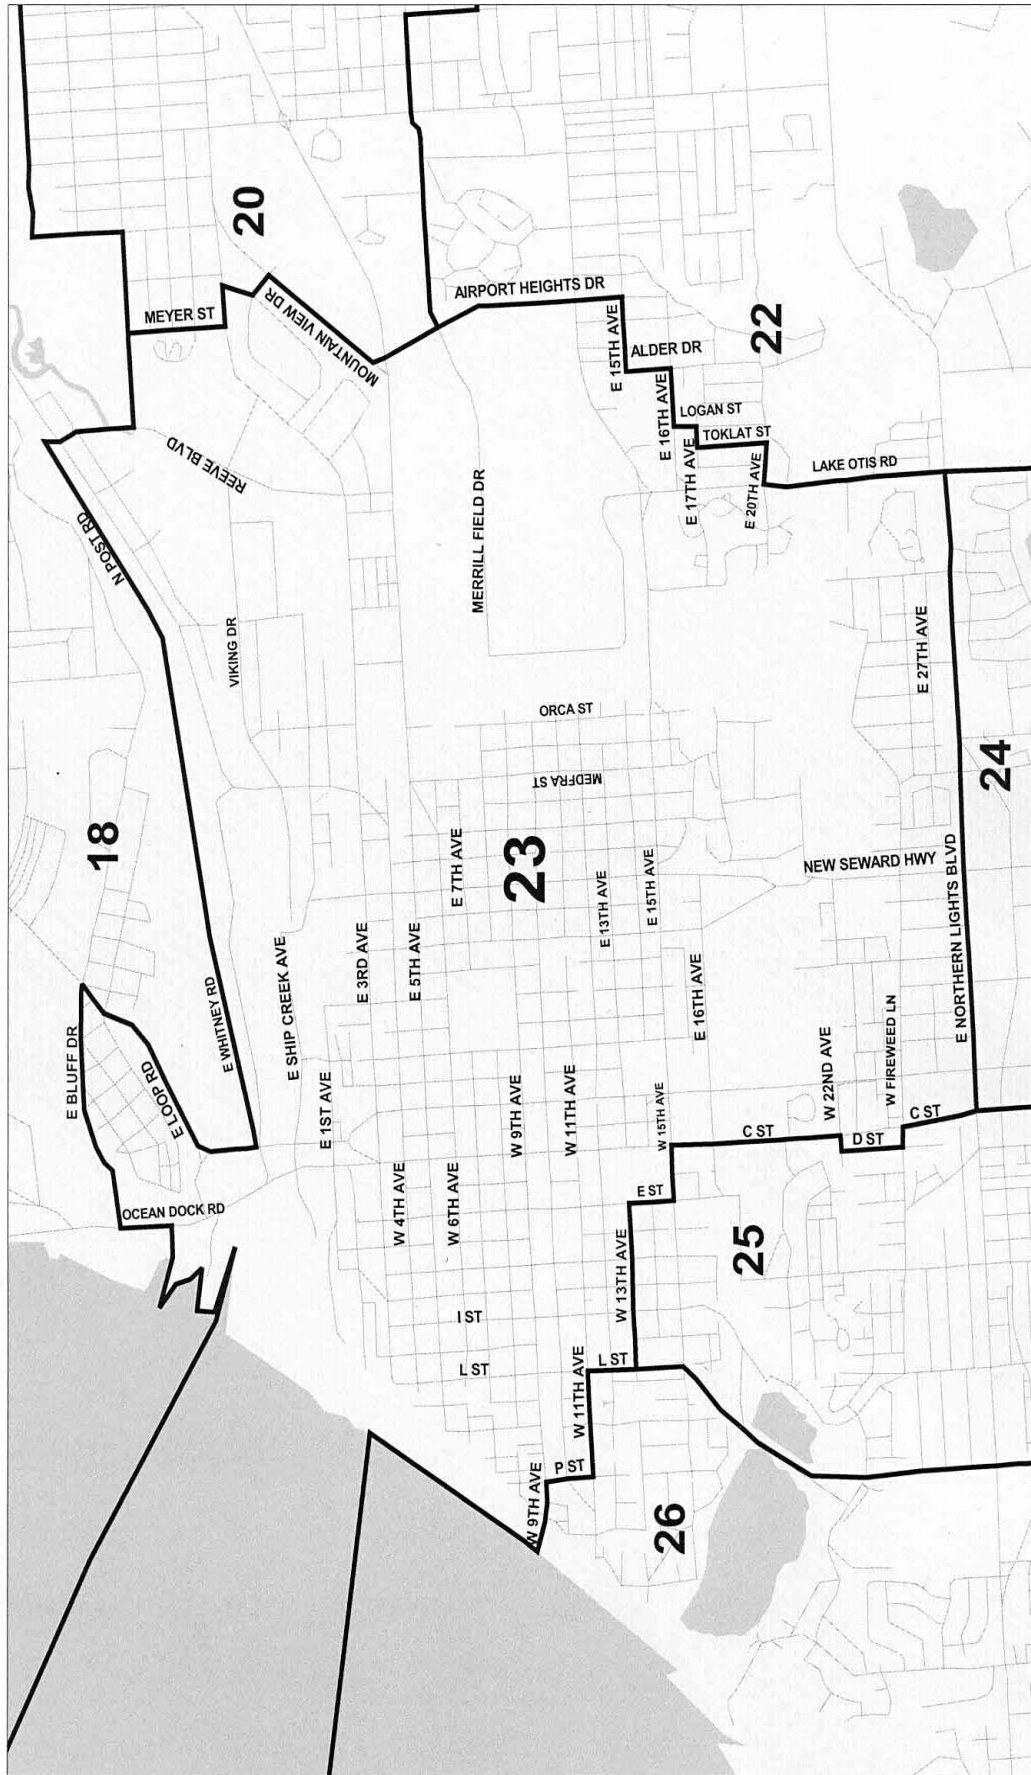 18
20
22
23
24
25
26
E BLUFF DR
E LOOP RD
OCEAN DOCK RD
E WHITNEY RD
N POST RD
REEVE BLVD
MEYER ST
MOUNTAIN VIEW DR
AIRPORT HEIGHTS DR
E 15TH AVE
ALDER DR
E 16TH AVE
LOGAN ST
E 17TH AVE
TOKLAT ST
E 20TH AVE
LAKE OTIS RD
VIKING DR
MERRILL FIELD DR
ORCA ST
MEDFRA ST
E SHIP CREEK AVE
E 1ST AVE
E 3RD AVE
E 5TH AVE
E 7TH AVE
E 13TH AVE
E 15TH AVE
E 16TH AVE
E 27TH AVE
NEW SEWARD HWY
E NORTHERN LIGHTS BLVD
W 4TH AVE
W 6TH AVE
W 9TH AVE
W 11TH AVE
W 15TH AVE
W 22ND AVE
W FIREWEED LN
C ST
D ST
C ST
E ST
W 13TH AVE
I ST
L ST
L ST
W 11TH AVE
P ST
W 9TH AVE